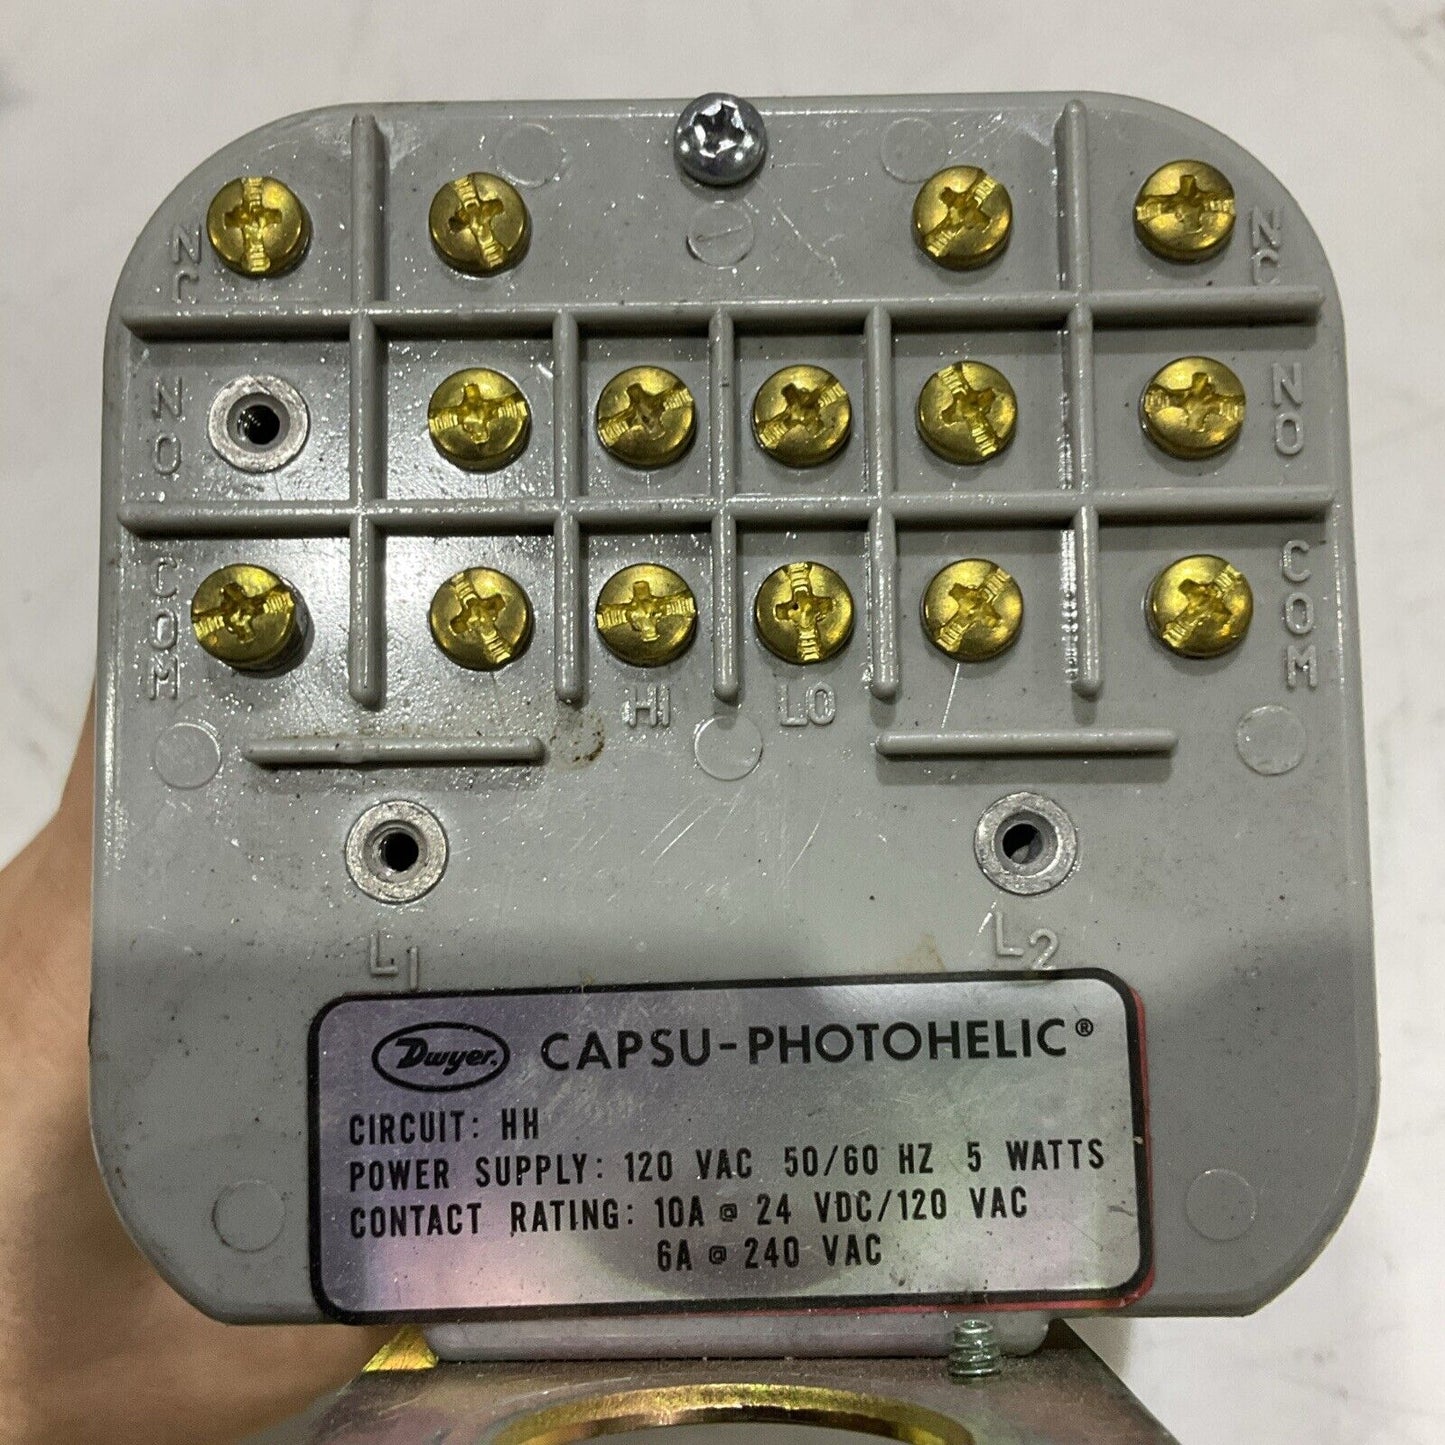 NC
NC
NO
NO
COM
COM
HI
LO
L1
L2
Dwyer. CAPSU-PHOTOHELIC®
CIRCUIT: HH
POWER SUPPLY: 120 VAC 50/60 HZ 5 WATTS
CONTACT RATING: 10A @ 24 VDC/120 VAC
6A @ 240 VAC